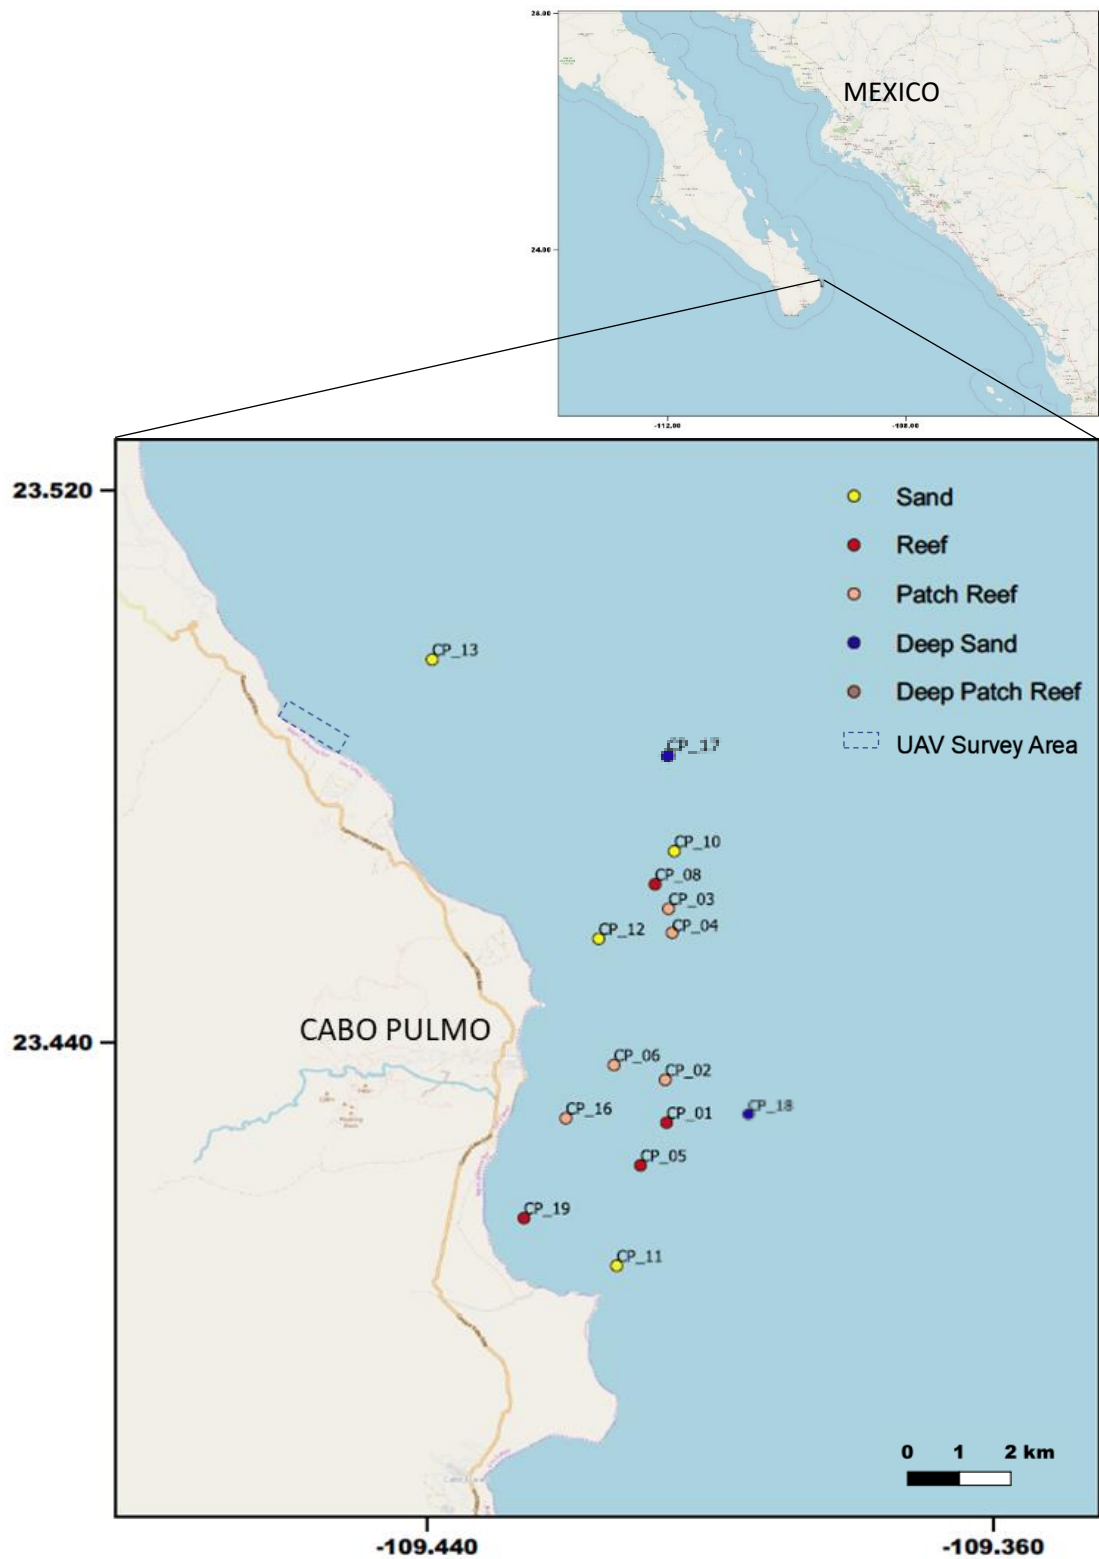 28.00
MEXICO
24.00
-112.00
-108.00
23.520
Sand
Reef
Patch Reef
Deep Sand
Deep Patch Reef
UAV Survey Area
CP_13
CP_17
CP_10
CP_08
CP_03
CP_04
CP_12
CABO PULMO
23.440
CP_06
CP_02
CP_16
CP_01
CP_18
CP_05
CP_19
CP_11
0 1 2 km
-109.440
-109.360